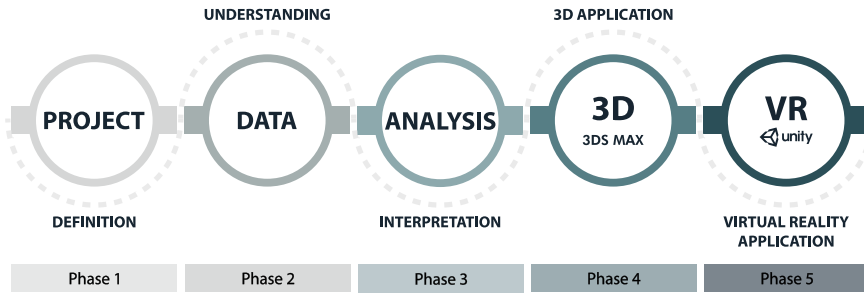 UNDERSTANDING
3D APPLICATION
PROJECT
DATA
ANALYSIS
3D
3DS MAX
VR
unity
DEFINITION
INTERPRETATION
VIRTUAL REALITY
APPLICATION
Phase 1
Phase 2
Phase 3
Phase 4
Phase 5